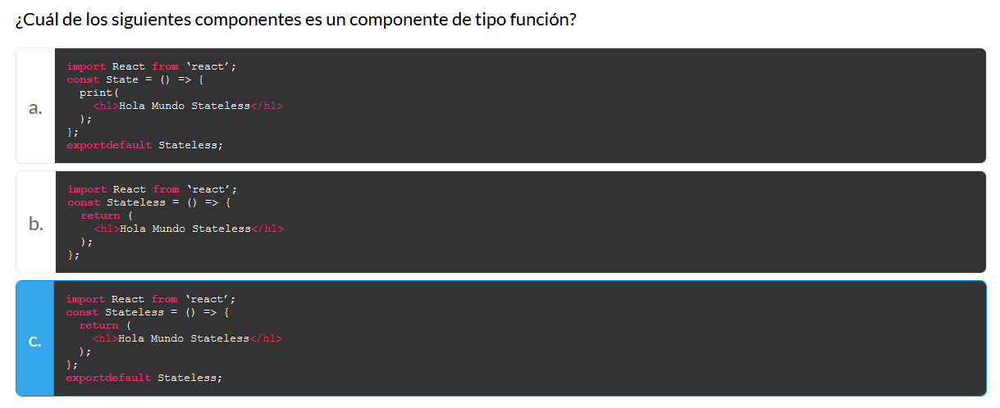 ¿Cuál de los siguientes componentes es un componente de tipo función?
a.
import React from ‘react’;
const State = () => {
  print(
    <h1>Hola Mundo Stateless</h1>
  );
};
exportdefault Stateless;
b.
import React from ‘react’;
const Stateless = () => {
  return (
    <h1>Hola Mundo Stateless</h1>
  );
};
c.
import React from ‘react’;
const Stateless = () => {
  return (
    <h1>Hola Mundo Stateless</h1>
  );
};
exportdefault Stateless;